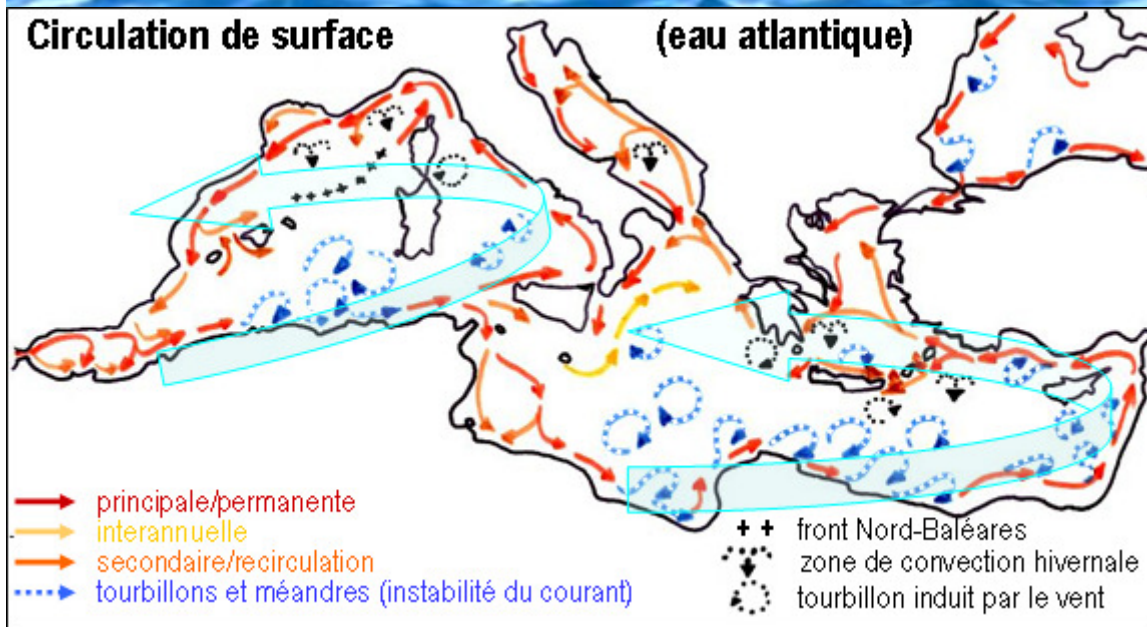 Circulation de surface (eau atlantique)
principale/permanente
interannuelle
secondaire/recirculation
tourbillons et méandres (instabilité du courant)
front Nord-Baléares
zone de convection hivernale
tourbillon induit par le vent